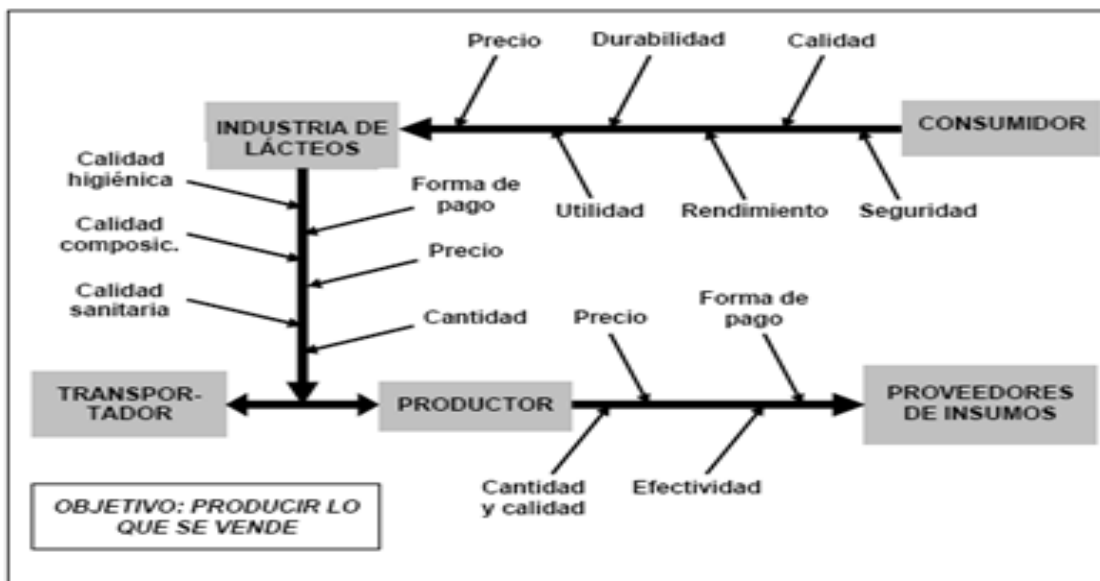 Precio
Durabilidad
Calidad
INDUSTRIA DE
LÁCTEOS
CONSUMIDOR
Calidad
higiénica
Forma de
pago
Utilidad
Rendimiento
Seguridad
Calidad
composic.
Precio
Calidad
sanitaria
Cantidad
Precio
Forma de
pago
TRANSPOR-
TADOR
PRODUCTOR
PROVEEDORES
DE INSUMOS
Cantidad
y calidad
Efectividad
OBJETIVO: PRODUCIR LO
QUE SE VENDE